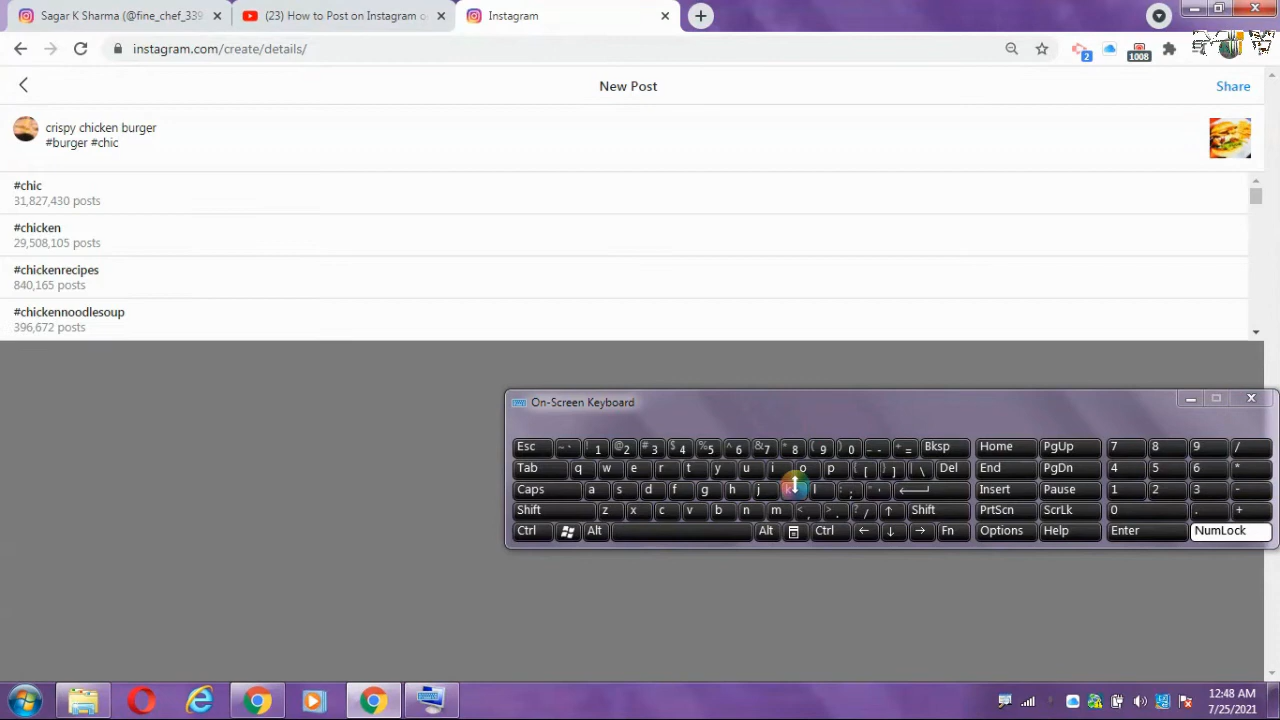 Sagar K Sharma (@fine_chef_339
(23) How to Post on Instagram o
Instagram
instagram.com/create/details/
2
1008
New Post
Share
crispy chicken burger
#burger #chic
#chic
31,827,430 posts
#chicken
29,508,105 posts
#chickenrecipes
840,165 posts
#chickennoodlesoup
396,672 posts
On-Screen Keyboard
Esc ~ ` ! 1 @ 2 # 3 $ 4 % 5 ^ 6 & 7 * 8 ( 9 ) 0 _ - + = Bksp Home PgUp 7 8 9 /
Tab q w e r t y u i o p { [ } ] | \ Del End PgDn 4 5 6 *
Caps a s d f g h j k l : ; " ' Insert Pause 1 2 3 -
Shift z x c v b n m < , > . ? / ↑ Shift PrtScn ScrLk 0 . +
Ctrl Alt Alt Ctrl ← ↓ → Fn Options Help Enter NumLock
12:48 AM
7/25/2021